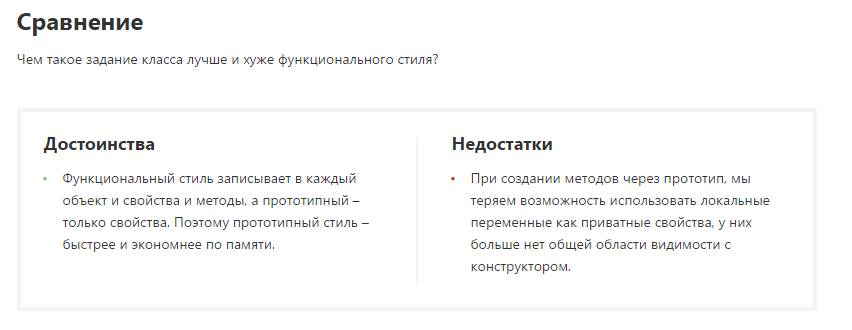 Сравнение
Чем такое задание класса лучше и хуже функционального стиля?
Достоинства
Функциональный стиль записывает в каждый
объект и свойства и методы, а прототипный –
только свойства. Поэтому прототипный стиль –
быстрее и экономнее по памяти.
Недостатки
При создании методов через прототип, мы
теряем возможность использовать локальные
переменные как приватные свойства, у них
больше нет общей области видимости с
конструктором.